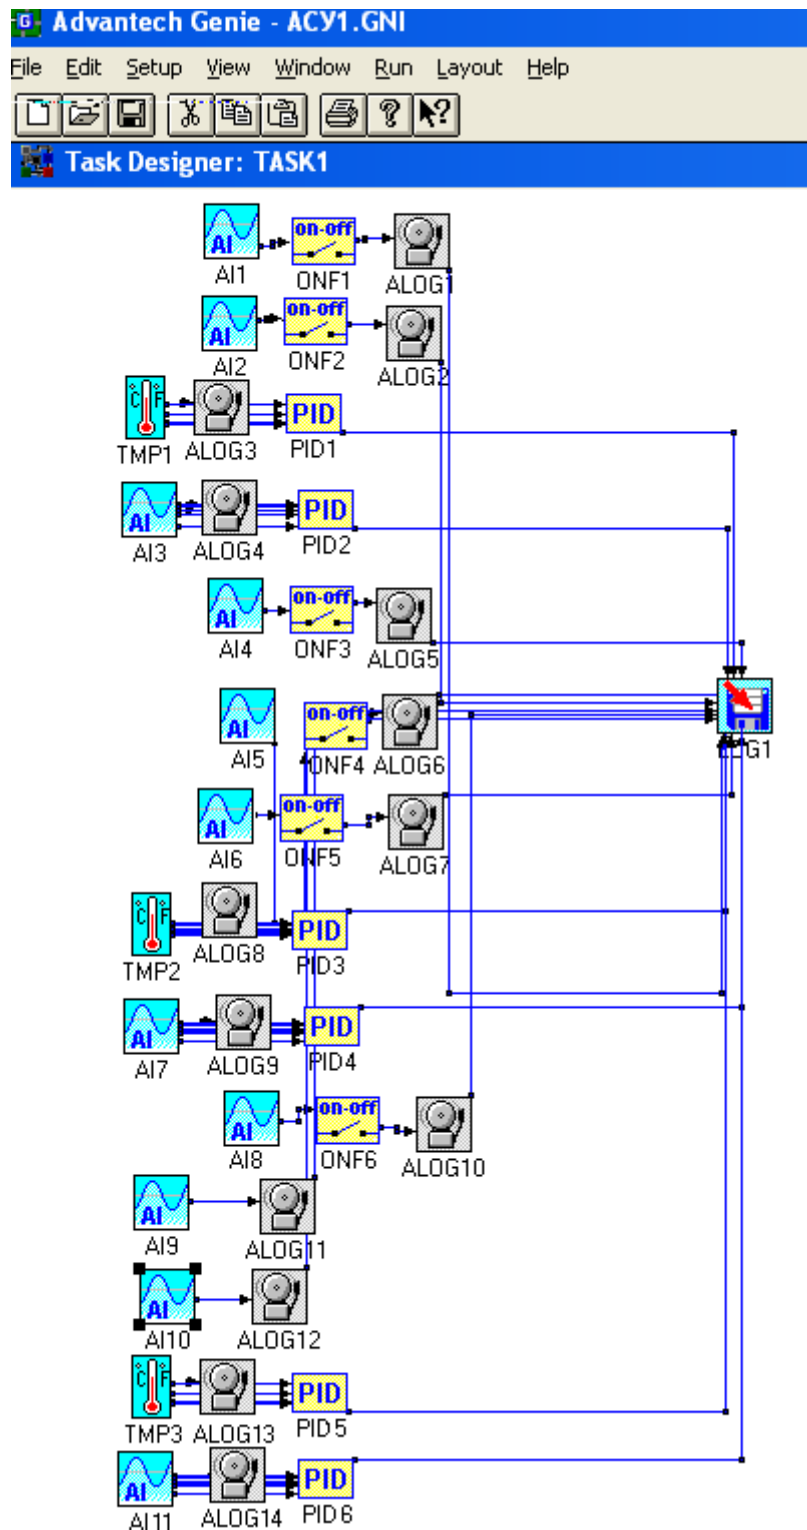 Advantech Genie - АСУ1.GNI
File Edit Setup View Window Run Layout Help
Task Designer: TASK1
AI
on-off
AI1
ONF1
ALOG1
AI
on-off
AI2
ONF2
ALOG2
°C °F
PID
TMP1
ALOG3
PID1
AI
PID
AI3
ALOG4
PID2
AI
on-off
AI4
ONF3
ALOG5
AI
on-off
AI5
ONF4
ALOG6
AI
on-off
AI6
ONF5
ALOG7
°C °F
PID
TMP2
ALOG8
PID3
AI
PID
AI7
ALOG9
PID4
AI
on-off
AI8
ONF6
ALOG10
AI
AI9
ALOG11
AI
AI10
ALOG12
°C °F
PID
TMP3
ALOG13
PID5
AI
PID
AI11
ALOG14
PID6